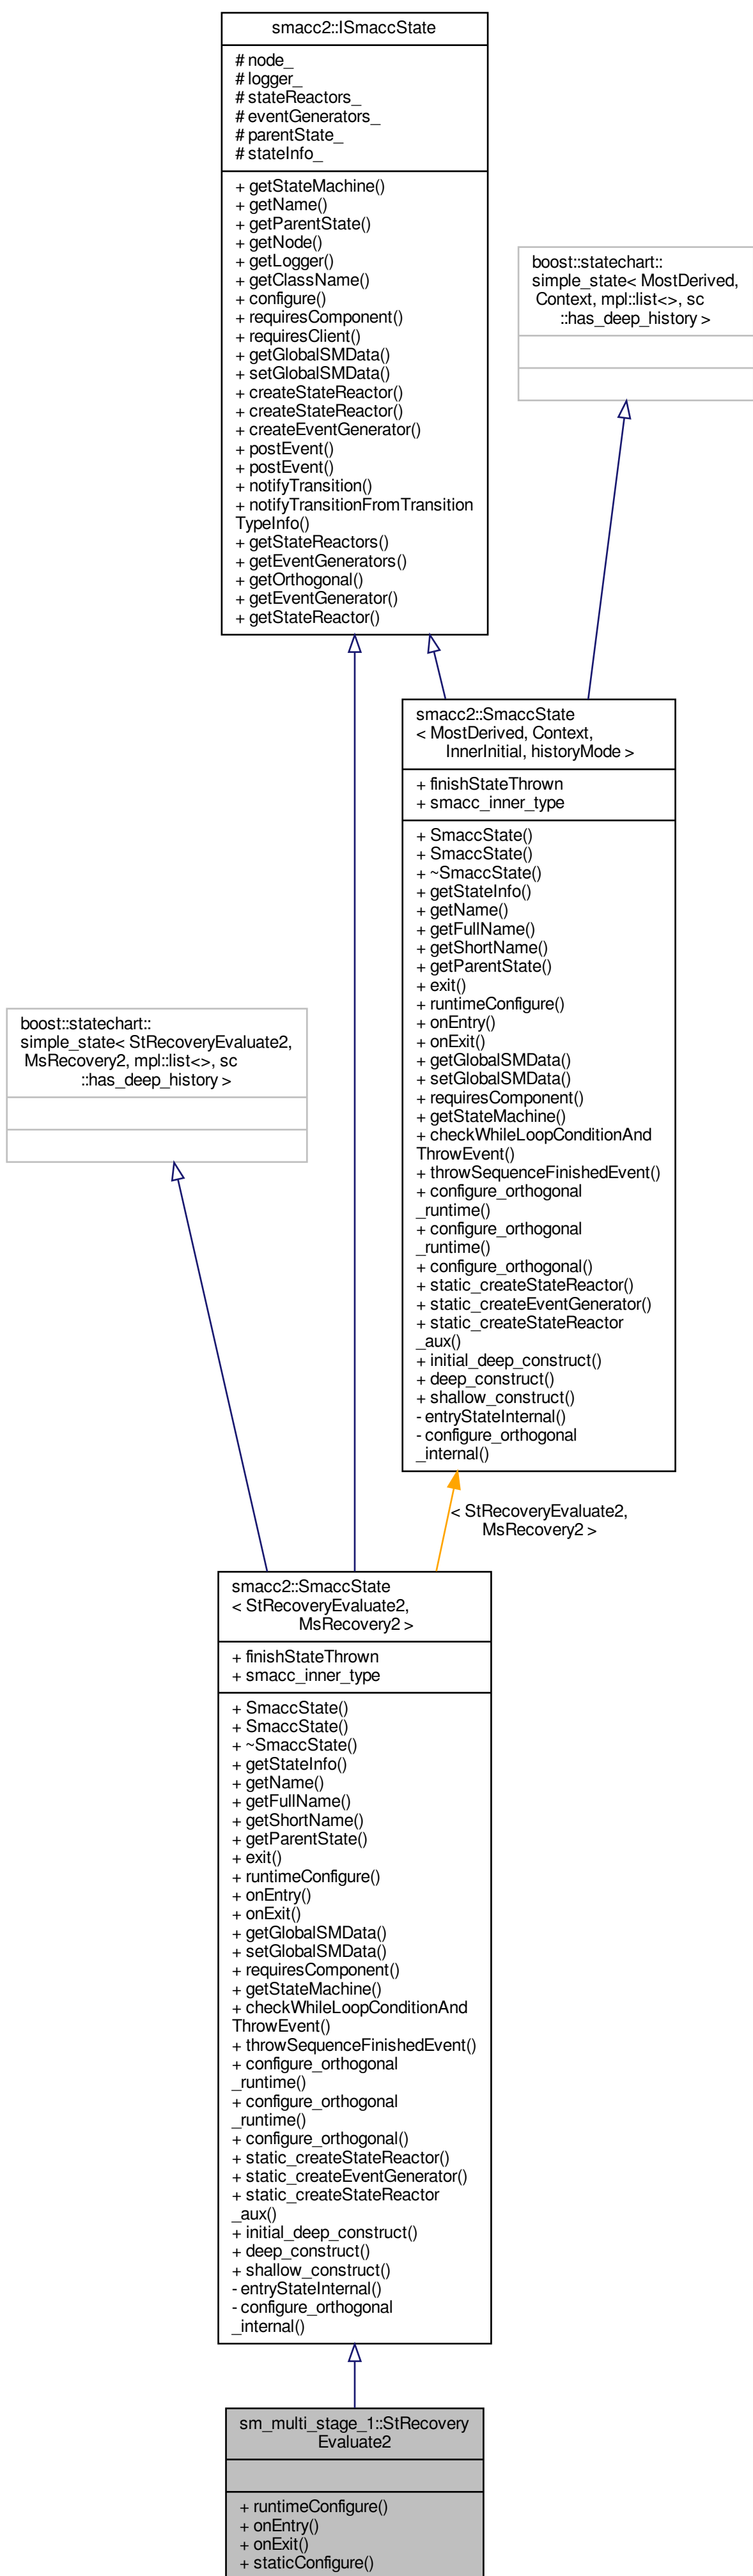 smacc2::ISmaccState
# node_
# logger_
# stateReactors_
# eventGenerators_
# parentState_
# stateInfo_
+ getStateMachine()
+ getName()
+ getParentState()
+ getNode()
+ getLogger()
+ getClassName()
+ configure()
+ requiresComponent()
+ requiresClient()
+ getGlobalSMData()
+ setGlobalSMData()
+ createStateReactor()
+ createStateReactor()
+ createEventGenerator()
+ postEvent()
+ postEvent()
+ notifyTransition()
+ notifyTransitionFromTransition
TypeInfo()
+ getStateReactors()
+ getEventGenerators()
+ getOrthogonal()
+ getEventGenerator()
+ getStateReactor()
boost::statechart::
simple_state< MostDerived,
Context, mpl::list<>, sc
::has_deep_history >
smacc2::SmaccState
< MostDerived, Context,
InnerInitial, historyMode >
+ finishStateThrown
+ smacc_inner_type
+ SmaccState()
+ SmaccState()
+ ~SmaccState()
+ getStateInfo()
+ getName()
+ getFullName()
+ getShortName()
+ getParentState()
+ exit()
+ runtimeConfigure()
+ onEntry()
+ onExit()
+ getGlobalSMData()
+ setGlobalSMData()
+ requiresComponent()
+ getStateMachine()
+ checkWhileLoopConditionAnd
ThrowEvent()
+ throwSequenceFinishedEvent()
+ configure_orthogonal
_runtime()
+ configure_orthogonal
_runtime()
+ configure_orthogonal()
+ static_createStateReactor()
+ static_createEventGenerator()
+ static_createStateReactor
_aux()
+ initial_deep_construct()
+ deep_construct()
+ shallow_construct()
- entryStateInternal()
- configure_orthogonal
_internal()
boost::statechart::
simple_state< StRecoveryEvaluate2,
MsRecovery2, mpl::list<>, sc
::has_deep_history >
< StRecoveryEvaluate2,
MsRecovery2 >
smacc2::SmaccState
< StRecoveryEvaluate2,
MsRecovery2 >
+ finishStateThrown
+ smacc_inner_type
+ SmaccState()
+ SmaccState()
+ ~SmaccState()
+ getStateInfo()
+ getName()
+ getFullName()
+ getShortName()
+ getParentState()
+ exit()
+ runtimeConfigure()
+ onEntry()
+ onExit()
+ getGlobalSMData()
+ setGlobalSMData()
+ requiresComponent()
+ getStateMachine()
+ checkWhileLoopConditionAnd
ThrowEvent()
+ throwSequenceFinishedEvent()
+ configure_orthogonal
_runtime()
+ configure_orthogonal
_runtime()
+ configure_orthogonal()
+ static_createStateReactor()
+ static_createEventGenerator()
+ static_createStateReactor
_aux()
+ initial_deep_construct()
+ deep_construct()
+ shallow_construct()
- entryStateInternal()
- configure_orthogonal
_internal()
sm_multi_stage_1::StRecovery
Evaluate2
+ runtimeConfigure()
+ onEntry()
+ onExit()
+ staticConfigure()